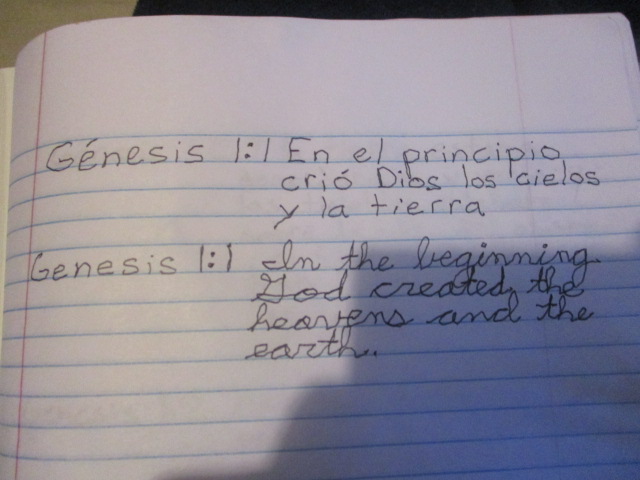 Génesis 1:1 En el principio
crió Dios los cielos
y la tierra
Genesis 1:1 In the beginning
God created the
heavens and the
earth.